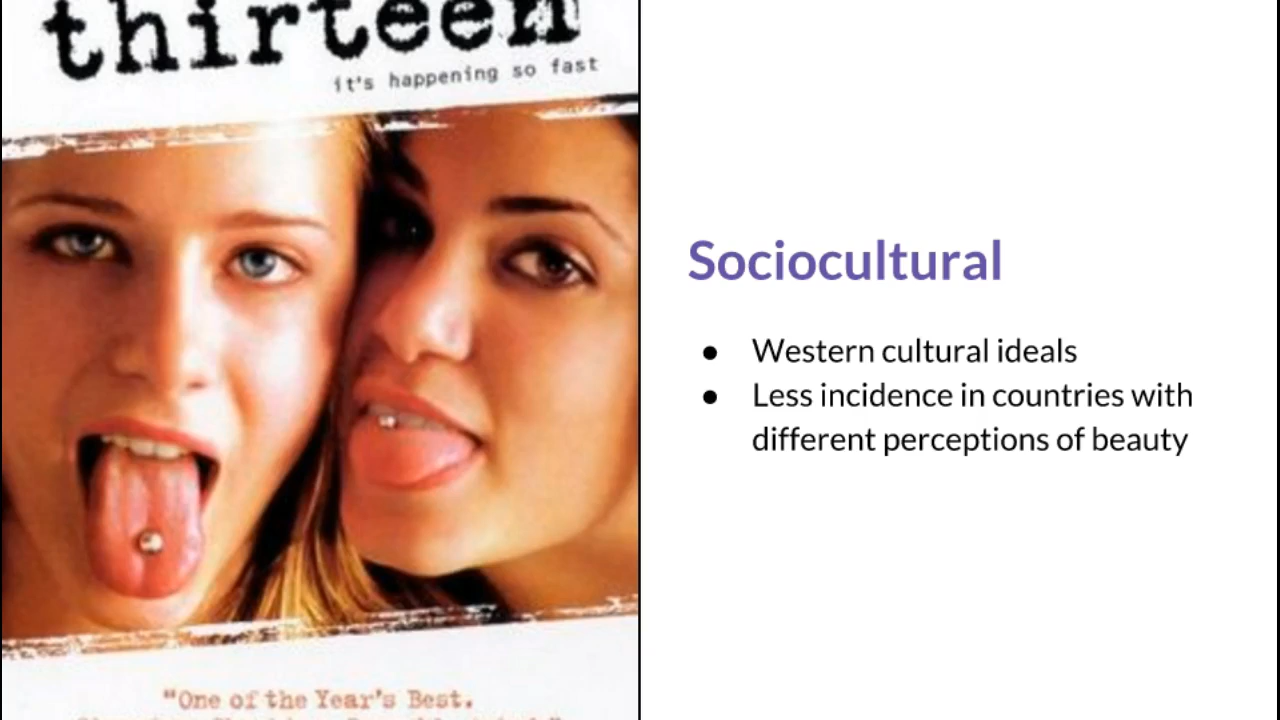 thirteen
it's happening so fast
Sociocultural
● Western cultural ideals
● Less incidence in countries with
different perceptions of beauty
"One of the Year's Best.